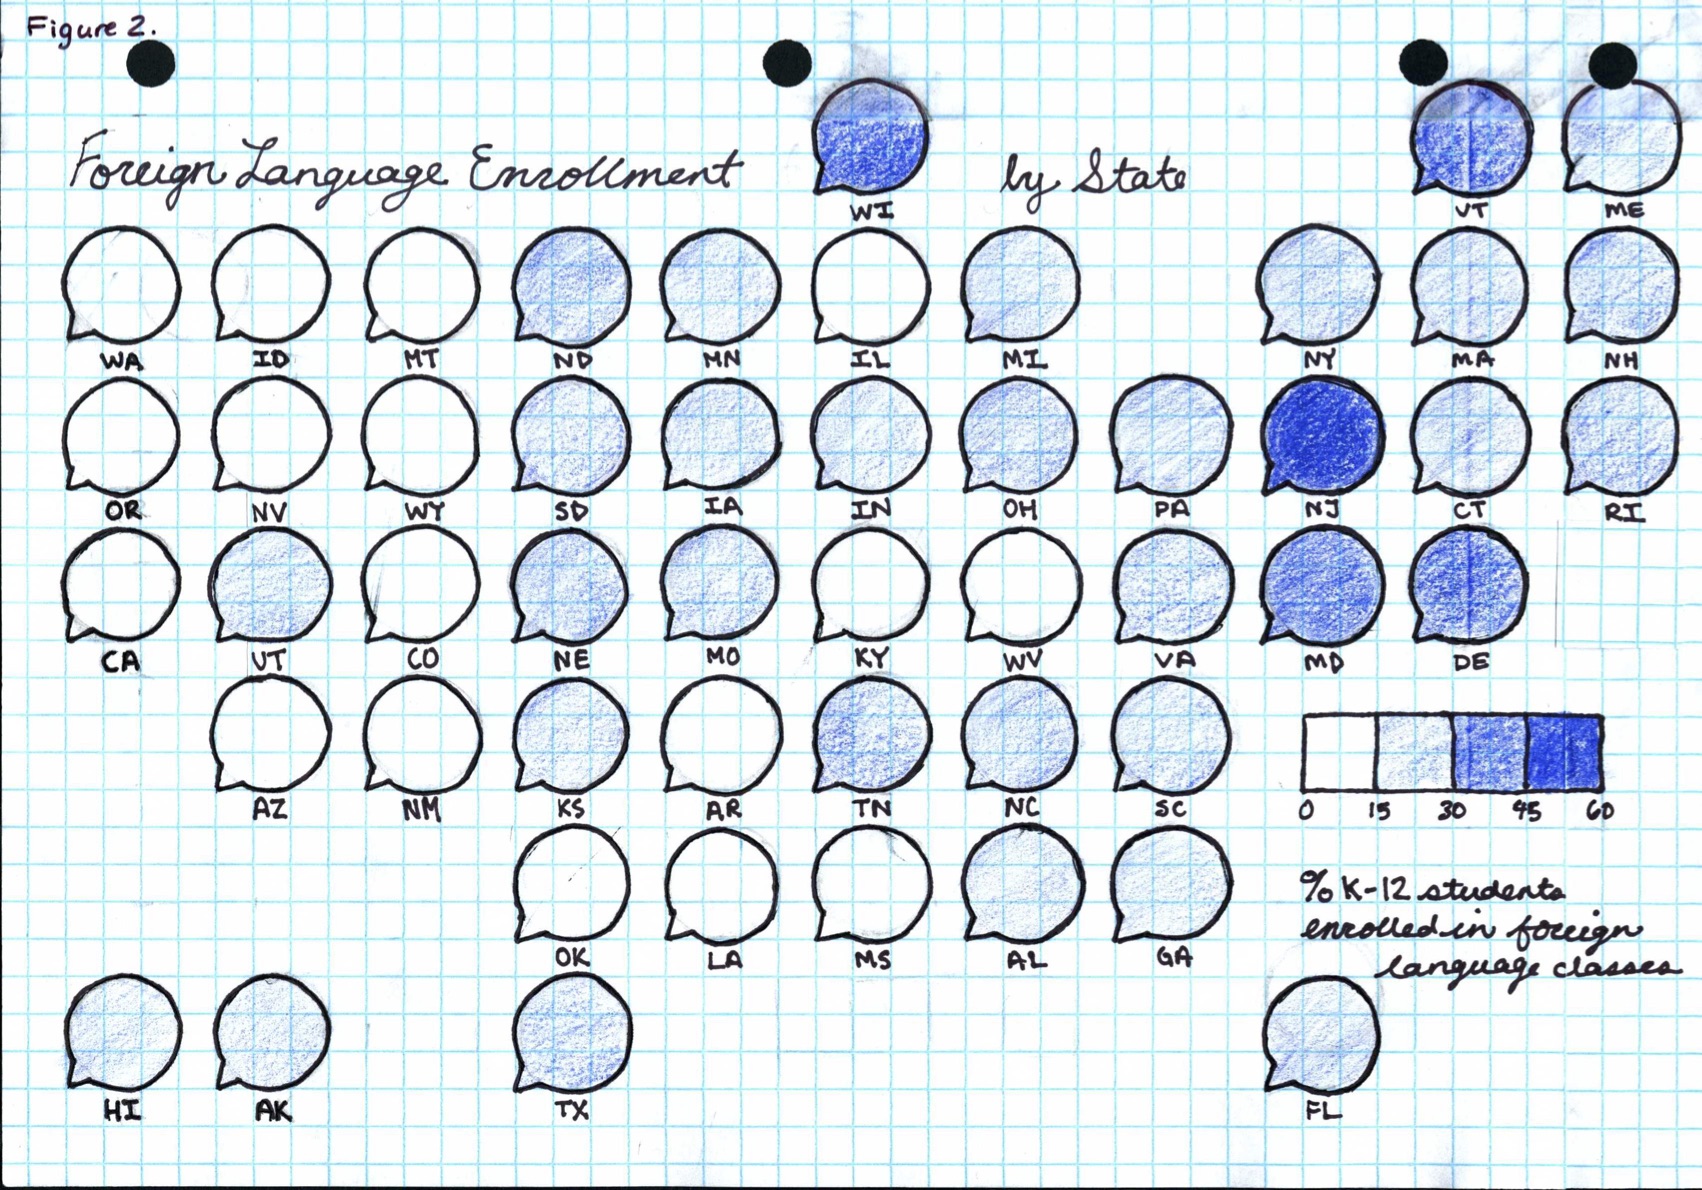 Figure 2.
Foreign Language Enrollment by State
WI VT ME
WA ID MT ND MN IL MI NY MA NH
OR NV WY SD IA IN OH PA NJ CT RI
CA UT CO NE MO KY WV VA MD DE
AZ NM KS AR TN NC SC
0 15 30 45 60
OK LA MS AL GA
% K-12 students
enrolled in foreign
language classes
HI AK TX FL